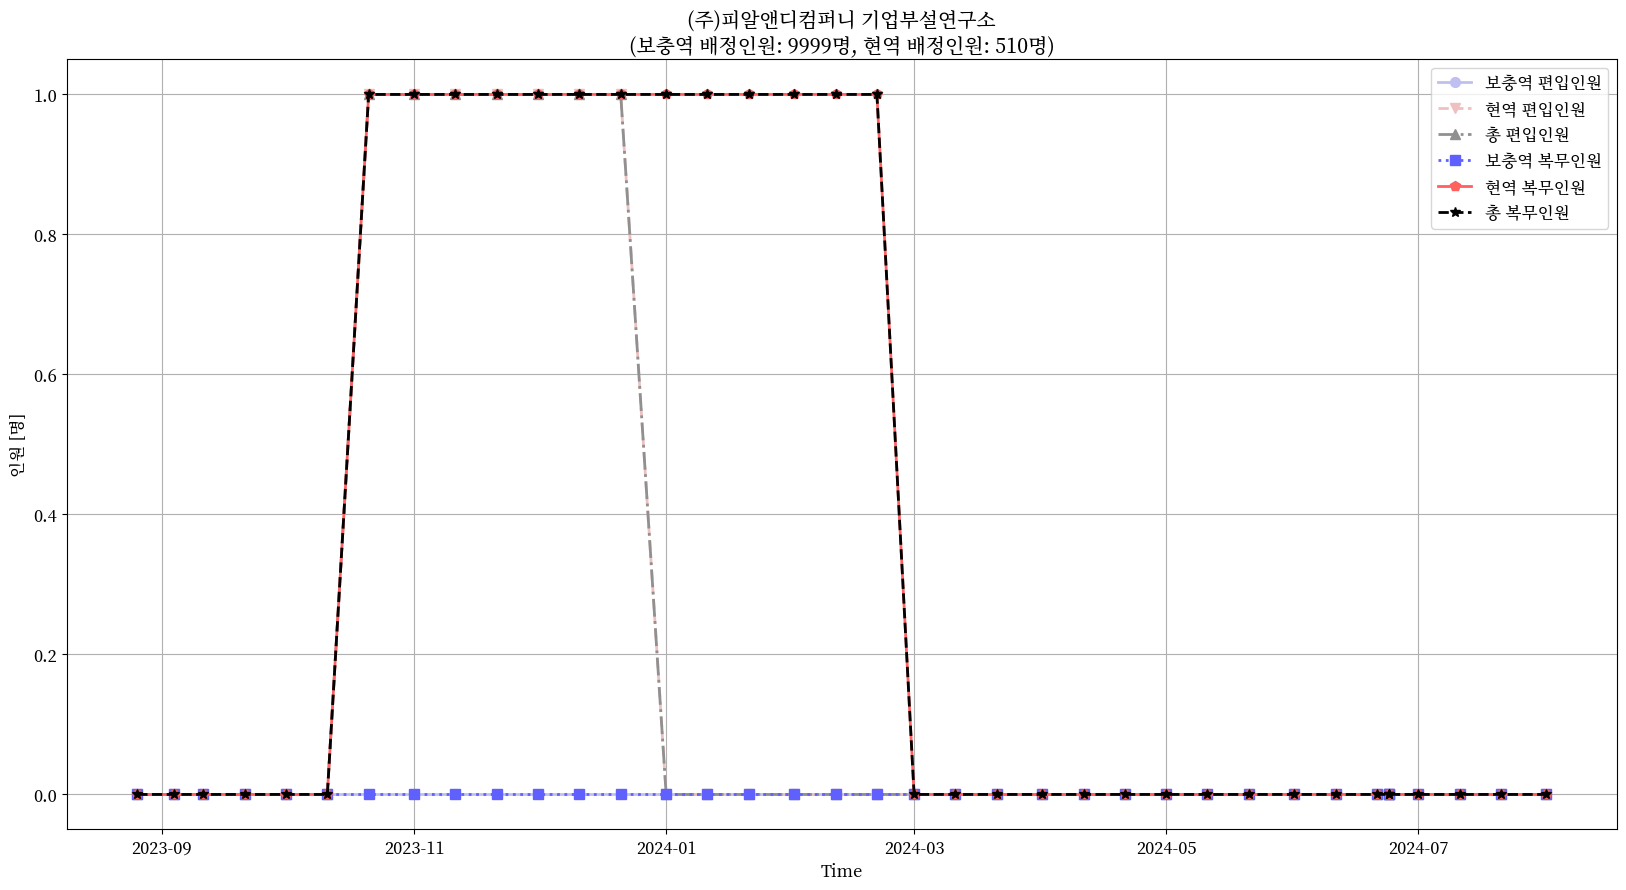 (주)피알앤디컴퍼니 기업부설연구소
(보충역 배정인원: 9999명, 현역 배정인원: 510명)
보충역 편입인원
현역 편입인원
총 편입인원
보충역 복무인원
현역 복무인원
총 복무인원
인원 [명]
1.0
0.8
0.6
0.4
0.2
0.0
2023-09
2023-11
2024-01
2024-03
2024-05
2024-07
Time